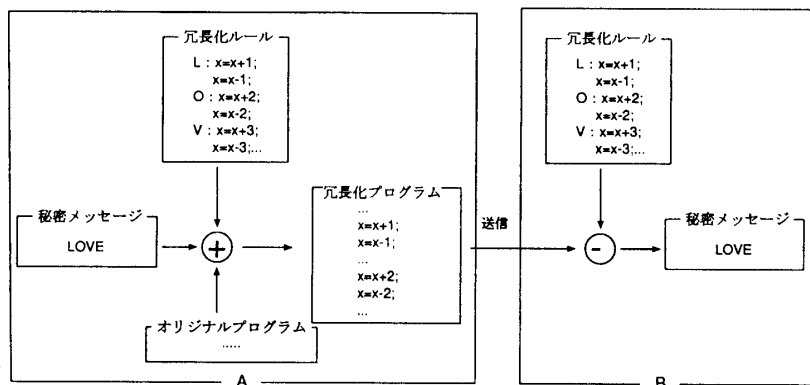 冗長化ルール
L : x=x+1;
x=x-1;
O : x=x+2;
x=x-2;
V : x=x+3;
x=x-3;...
秘密メッセージ
LOVE
+
オリジナルプログラム
.....
冗長化プログラム
...
x=x+1;
x=x-1;
...
x=x+2;
x=x-2;
...
A
送信
冗長化ルール
L : x=x+1;
x=x-1;
O : x=x+2;
x=x-2;
V : x=x+3;
x=x-3;...
-
秘密メッセージ
LOVE
B